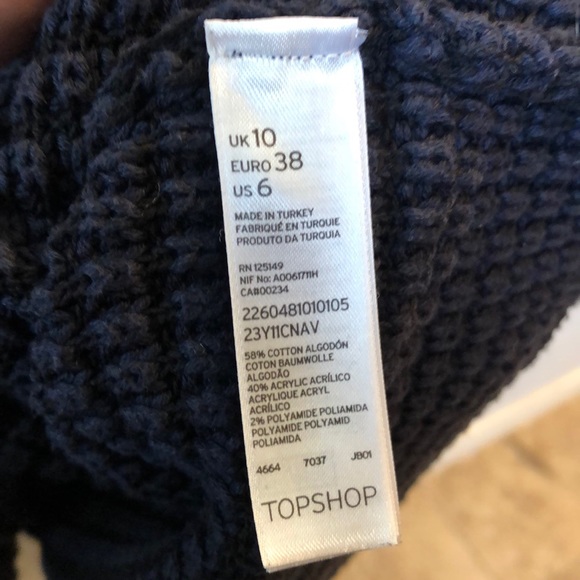 UK 10
EURO 38
US 6
MADE IN TURKEY
FABRIQUÉ EN TURQUIE
PRODUTO DA TURQUIA
RN 125149
NIF No: A0061711H
CA#00234
2260481010105
23Y11CNAV
58% COTTON ALGODÓN
COTON BAUMWOLLE
ALGODÃO
40% ACRYLIC ACRÍLICO
ACRYLIQUE ACRYL
ACRÍLICO
2% POLYAMIDE POLIAMIDA
POLYAMIDE POLYAMID
POLIAMIDA
4664 7037 JB01
TOPSHOP